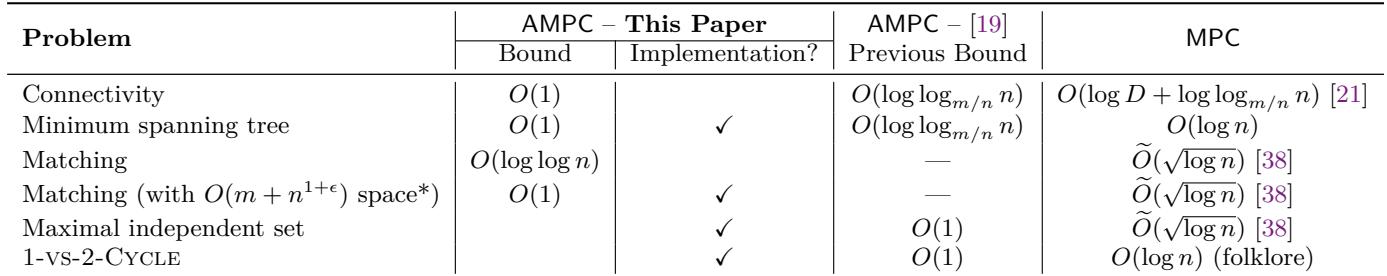 Problem AMPC – This Paper AMPC – [19] MPC
Bound Implementation? Previous Bound
Connectivity O(1) O(log log_{m/n} n) O(log D + log log_{m/n} n) [21]
Minimum spanning tree O(1) ✓ O(log log_{m/n} n) O(log n)
Matching O(log log n) — Õ(√log n) [38]
Matching (with O(m + n^{1+ϵ}) space*) O(1) ✓ — Õ(√log n) [38]
Maximal independent set ✓ O(1) Õ(√log n) [38]
1-vs-2-Cycle ✓ O(1) O(log n) (folklore)